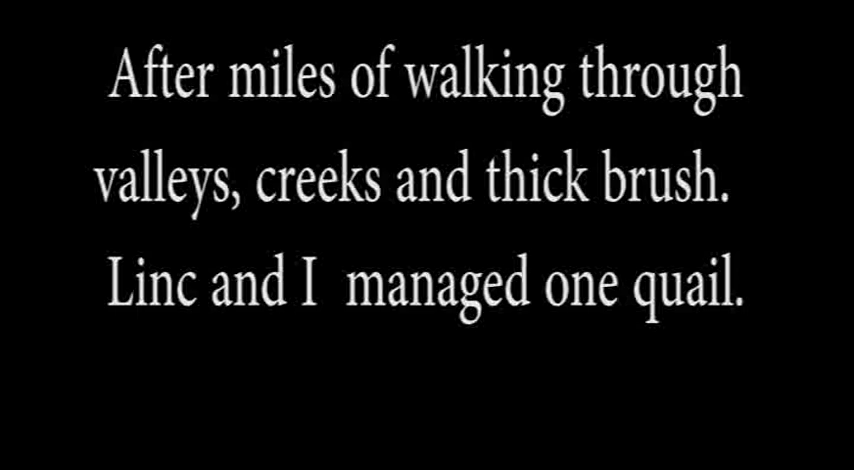 After miles of walking through
valleys, creeks and thick brush.
Linc and I  managed one quail.